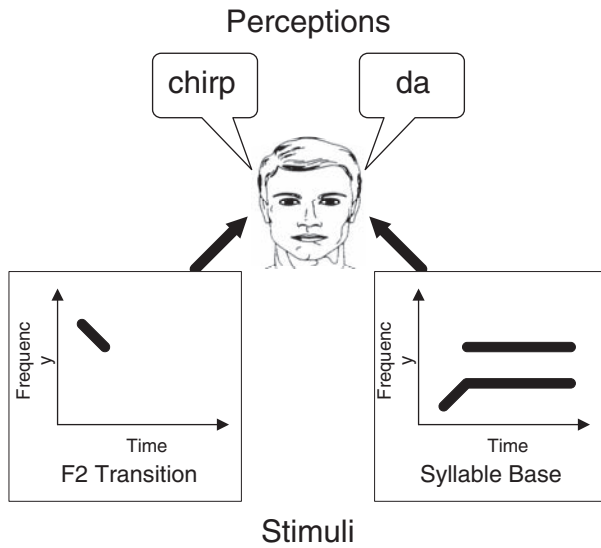 Perceptions
chirp
da
Frequenc
y
Time
F2 Transition
Frequenc
y
Time
Syllable Base
Stimuli